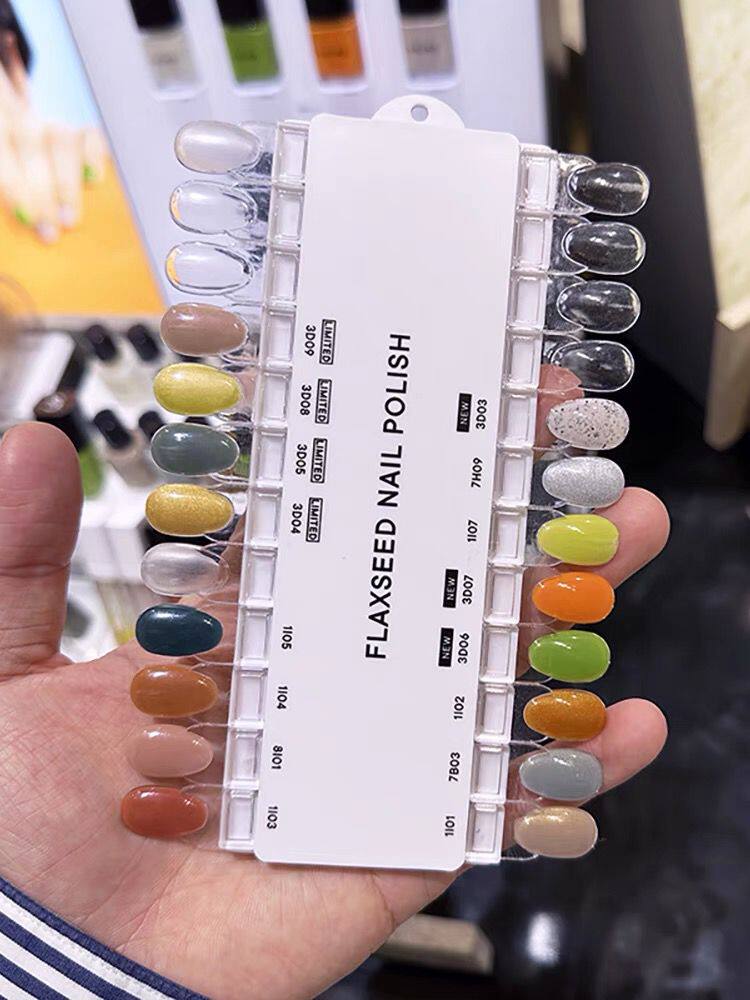 FLAXSEED NAIL POLISH
LIMITED
3D09
LIMITED
3D08
LIMITED
3D05
LIMITED
3D04
1I05
1I04
8I01
1I03
NEW
3D03
7H09
1I07
NEW
3D07
NEW
3D06
1I02
7B03
1I01